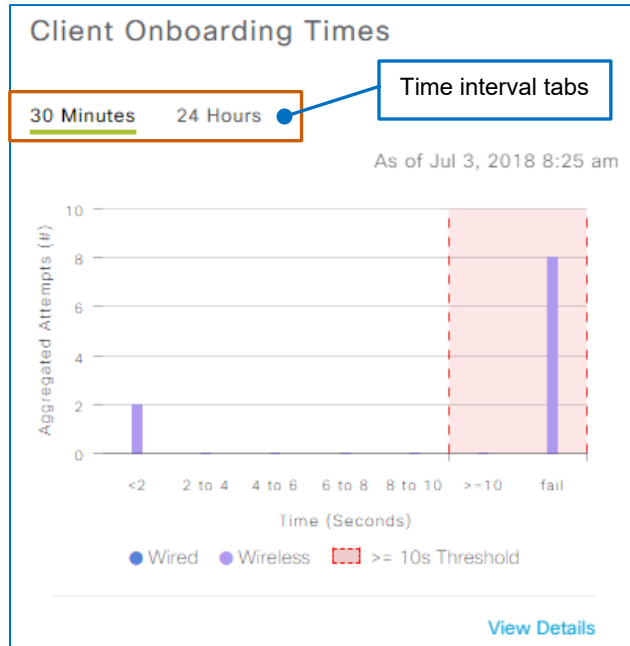 Client Onboarding Times
Time interval tabs
30 Minutes 24 Hours
As of Jul 3, 2018 8:25 am
Aggregated Attempts (#)
10
8
6
4
2
0
<2 2 to 4 4 to 6 6 to 8 8 to 10 >=10 fail
Time (Seconds)
Wired Wireless >= 10s Threshold
View Details